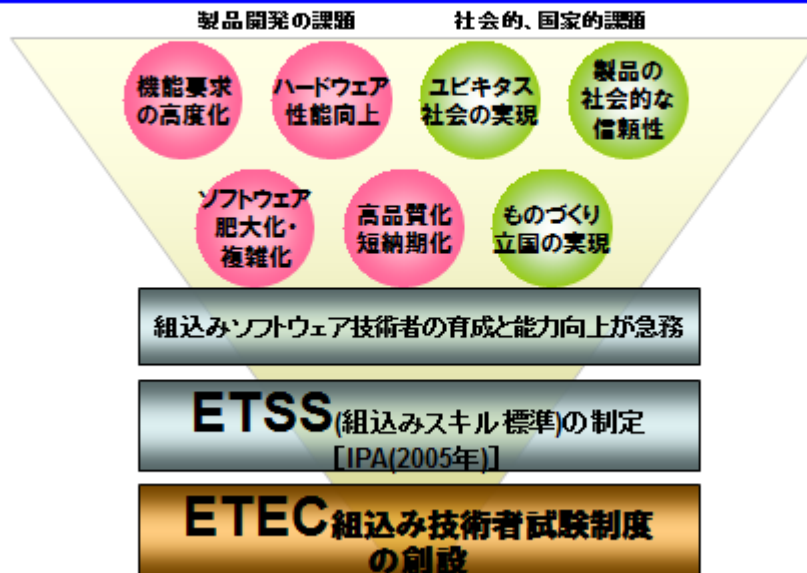 製品開発の課題
社会的、国家的課題
機能要求
の高度化
ハードウェア
性能向上
ユビキタス
社会の実現
製品の
社会的な
信頼性
ソフトウェア
肥大化・
複雑化
高品質化
短納期化
ものづくり
立国の実現
組込みソフトウェア技術者の育成と能力向上が急務
ETSS(組込みスキル標準)の制定
[IPA(2005年)]
ETEC組込み技術者試験制度
の創設